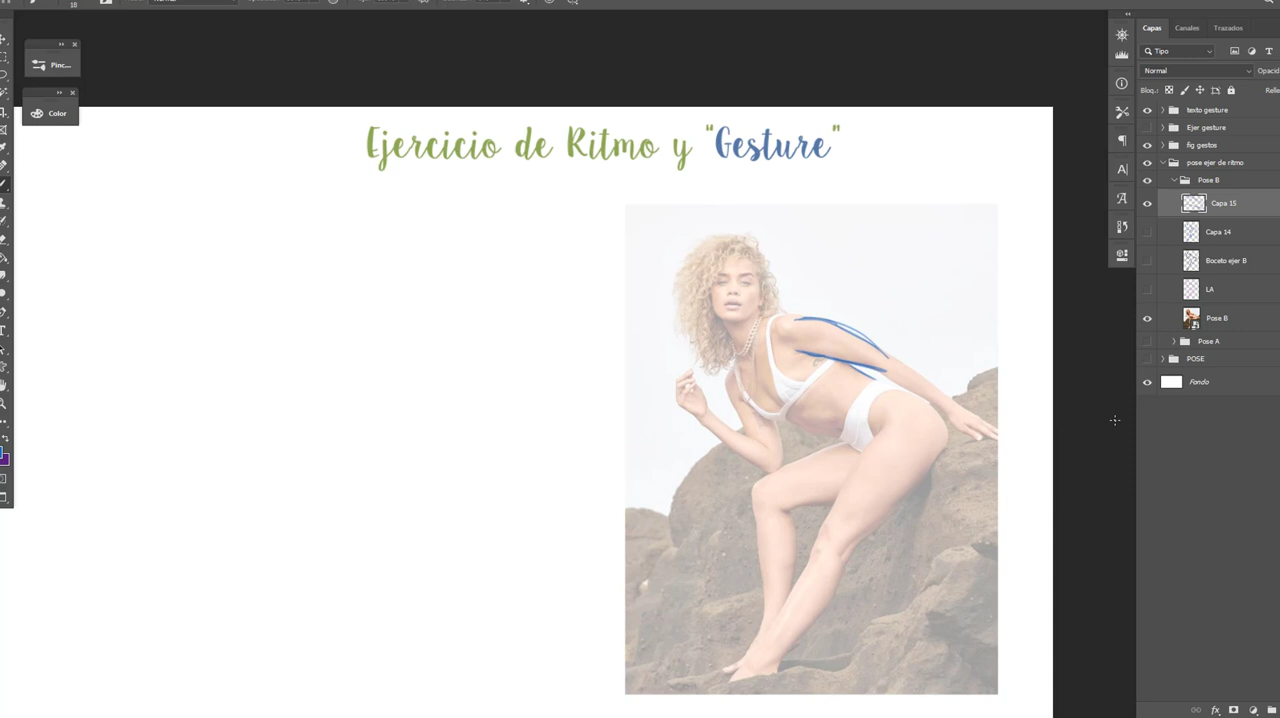 18
Pinc...
Color
Ejercicio de Ritmo y "Gesture"
Capas
Canales
Trazados
Tipo
Normal
Opacid
Bloq.:
Relle
texto gesture
Ejer gesture
fig gestos
pose ejer de ritmo
Pose B
Capa 15
Capa 14
Boceto ejer B
LA
Pose B
Pose A
POSE
Fondo